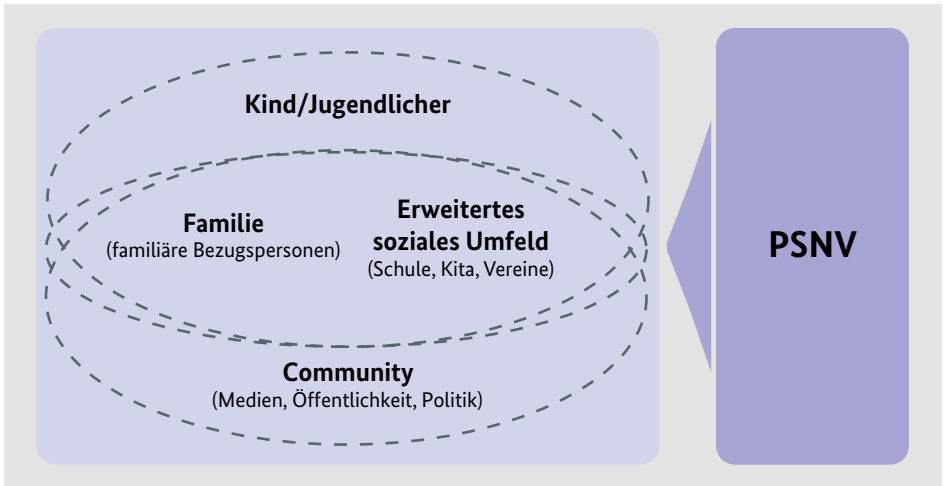 Kind/Jugendlicher
Familie
(familiäre Bezugspersonen)
Erweitertes
soziales Umfeld
(Schule, Kita, Vereine)
Community
(Medien, Öffentlichkeit, Politik)
PSNV